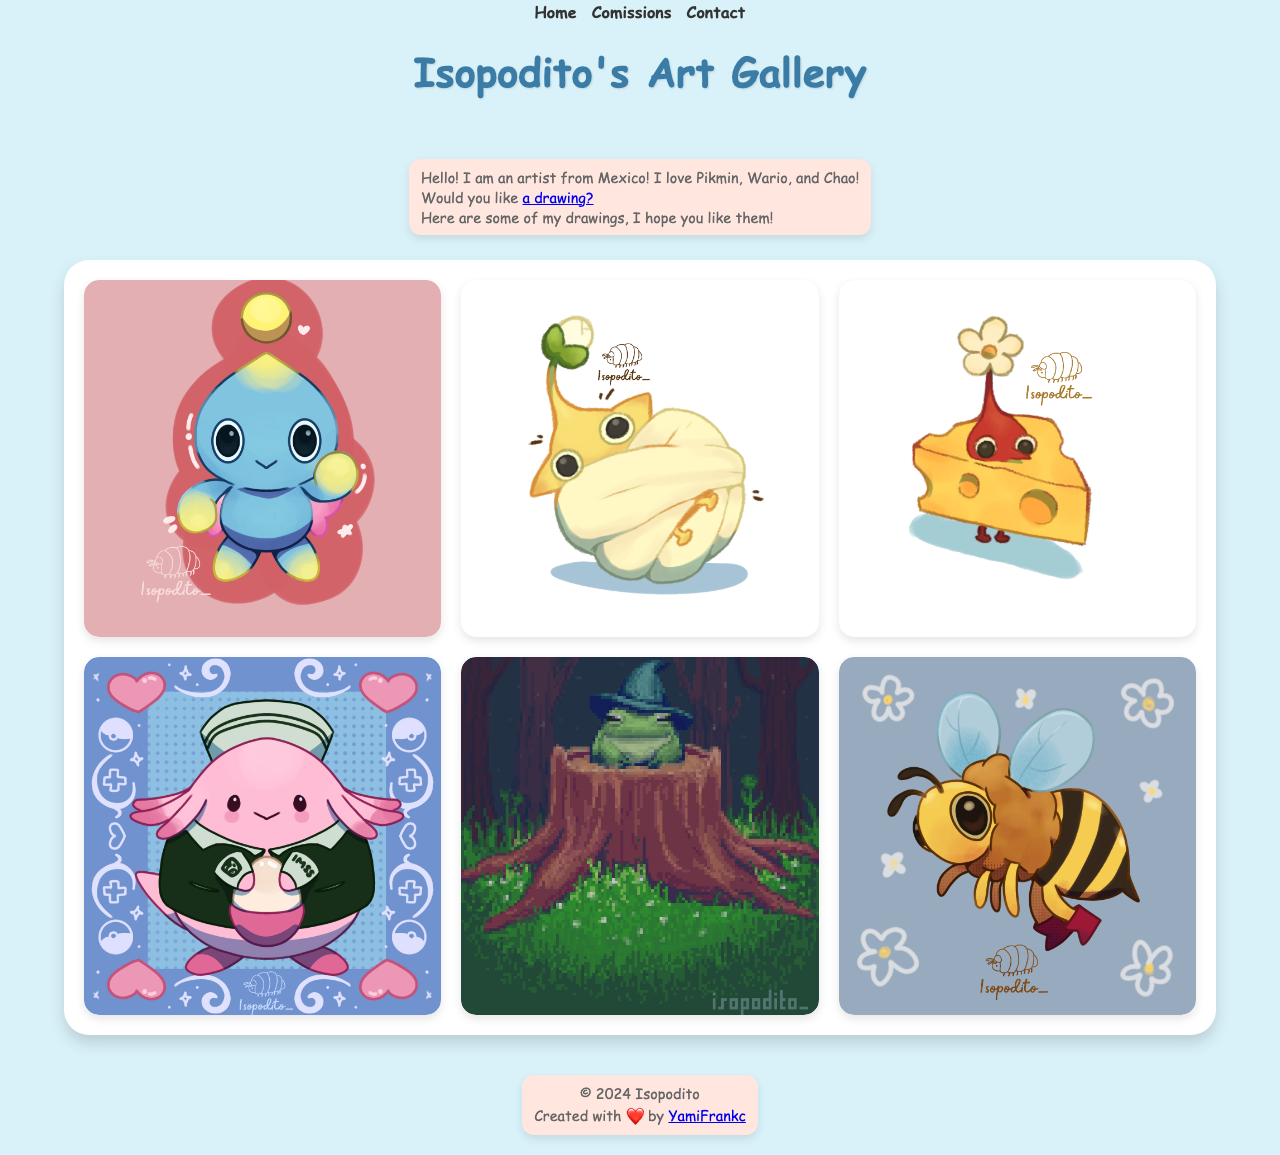 Home Comissions Contact
Isopodito's Art Gallery
Hello! I am an artist from Mexico! I love Pikmin, Wario, and Chao!
Would you like a drawing?
Here are some of my drawings, I hope you like them!
Isopodito_
Isopodito_
Isopodito_
IMSS
Isopodito_
isopodito_
Isopodito_
© 2024 Isopodito
Created with ❤️ by YamiFrankc